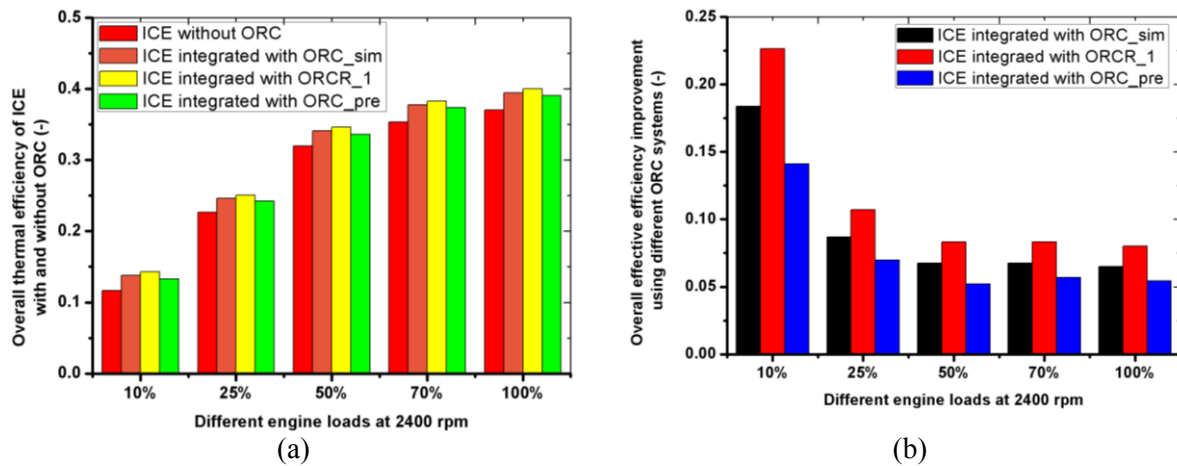 Overall thermal efficiency of ICE
with and without ORC (-)
0.5
0.4
0.3
0.2
0.1
0.0
ICE without ORC
ICE integrated with ORC_sim
ICE integraed with ORCR_1
ICE integrated with ORC_pre
10%
25%
50%
70%
100%
Different engine loads at 2400 rpm
(a)
Overall effective efficiency improvement
using different ORC systems (-)
0.25
0.20
0.15
0.10
0.05
0.00
ICE integrated with ORC_sim
ICE integraed with ORCR_1
ICE integrated with ORC_pre
10%
25%
50%
70%
100%
Different engine loads at 2400 rpm
(b)